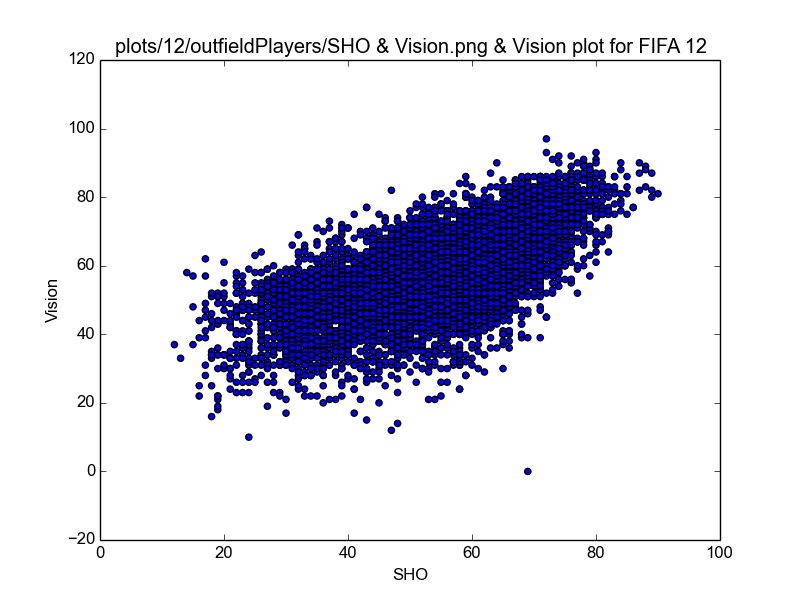 plots/12/outfieldPlayers/SHO & Vision.png & Vision plot for FIFA 12
120
100
80
60
40
20
0
−20
Vision
0 20 40 60 80 100
SHO